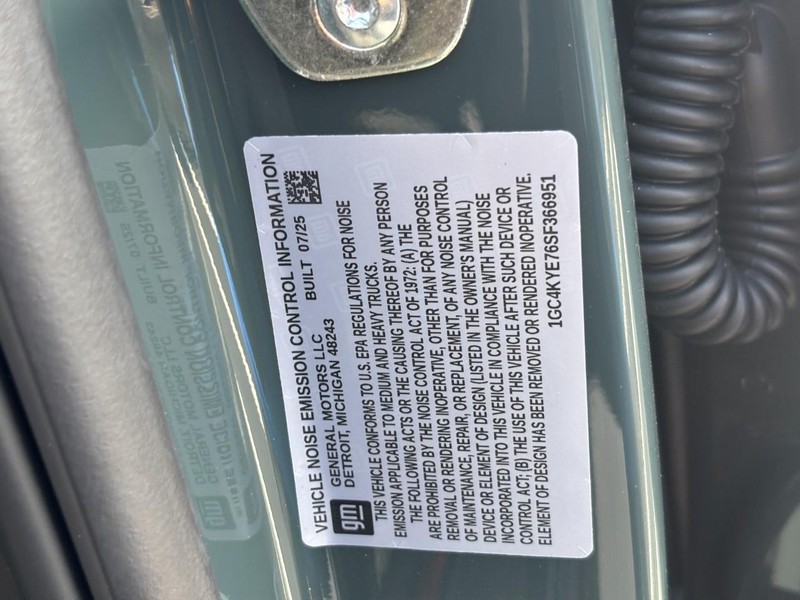 VEHICLE NOISE EMISSION CONTROL INFORMATION
GENERAL MOTORS LLC
DETROIT, MICHIGAN 48243 BUILT 07/25
gm
THIS VEHICLE CONFORMS TO U.S. EPA REGULATIONS FOR NOISE
EMISSION APPLICABLE TO MEDIUM AND HEAVY TRUCKS.
THE FOLLOWING ACTS OR THE CAUSING THEREOF BY ANY PERSON
ARE PROHIBITED BY THE NOISE CONTROL ACT OF 1972: (A) THE
REMOVAL OR RENDERING INOPERATIVE, OTHER THAN FOR PURPOSES
OF MAINTENANCE, REPAIR, OR REPLACEMENT OF ANY NOISE CONTROL
DEVICE OR ELEMENT OF DESIGN (LISTED IN THE OWNER'S MANUAL)
INCORPORATED INTO THIS VEHICLE IN COMPLIANCE WITH THE NOISE
CONTROL ACT; (B) THE USE OF THIS VEHICLE AFTER SUCH DEVICE OR
ELEMENT OF DESIGN HAS BEEN REMOVED OR RENDERED INOPERATIVE.
1GC4KYE76SF366951